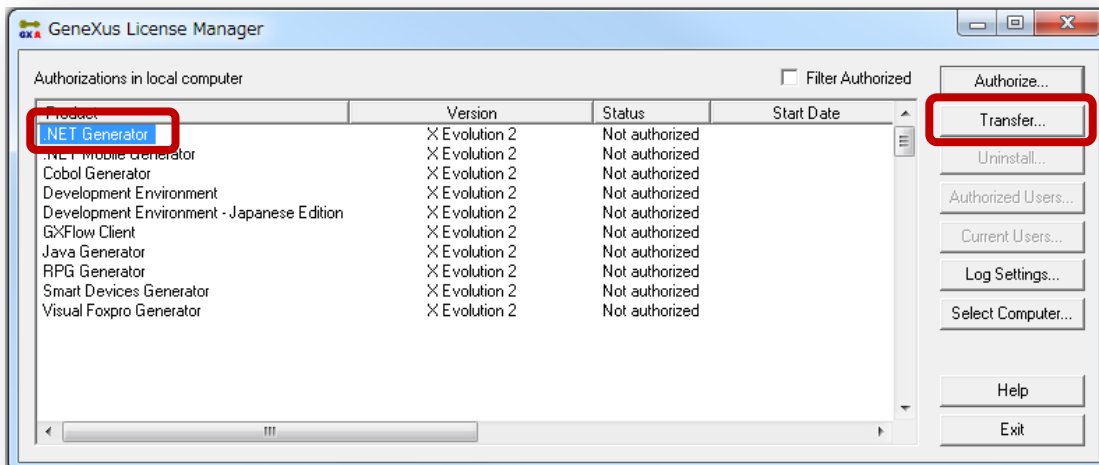 GeneXus License Manager
Authorizations in local computer
Filter Authorized
Product Version Status Start Date
.NET Generator X Evolution 2 Not authorized
.NET Mobile Generator X Evolution 2 Not authorized
Cobol Generator X Evolution 2 Not authorized
Development Environment X Evolution 2 Not authorized
Development Environment - Japanese Edition X Evolution 2 Not authorized
GXFlow Client X Evolution 2 Not authorized
Java Generator X Evolution 2 Not authorized
RPG Generator X Evolution 2 Not authorized
Smart Devices Generator X Evolution 2 Not authorized
Visual Foxpro Generator X Evolution 2 Not authorized
Authorize...
Transfer...
Uninstall...
Authorized Users...
Current Users...
Log Settings...
Select Computer...
Help
Exit